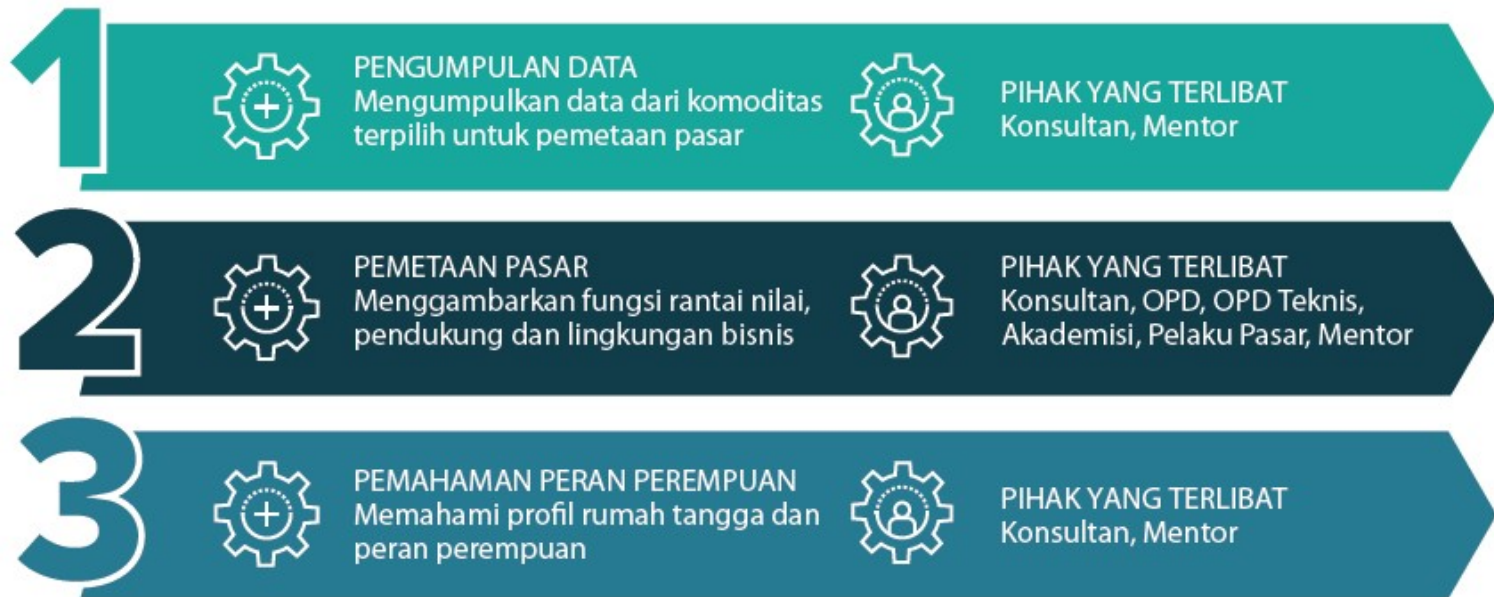 1
PENGUMPULAN DATA
Mengumpulkan data dari komoditas
terpilih untuk pemetaan pasar
PIHAK YANG TERLIBAT
Konsultan, Mentor
2
PEMETAAN PASAR
Menggambarkan fungsi rantai nilai,
pendukung dan lingkungan bisnis
PIHAK YANG TERLIBAT
Konsultan, OPD, OPD Teknis,
Akademisi, Pelaku Pasar, Mentor
3
PEMAHAMAN PERAN PEREMPUAN
Memahami profil rumah tangga dan
peran perempuan
PIHAK YANG TERLIBAT
Konsultan, Mentor